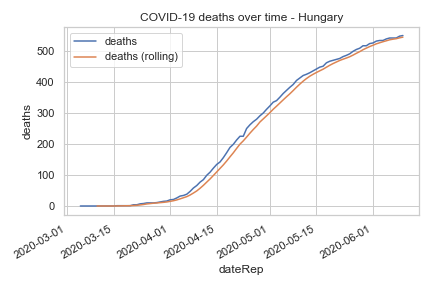 COVID-19 deaths over time - Hungary
deaths
deaths (rolling)
500
400
300
200
100
0
deaths
2020-03-01
2020-03-15
2020-04-01
2020-04-15
2020-05-01
2020-05-15
2020-06-01
dateRep